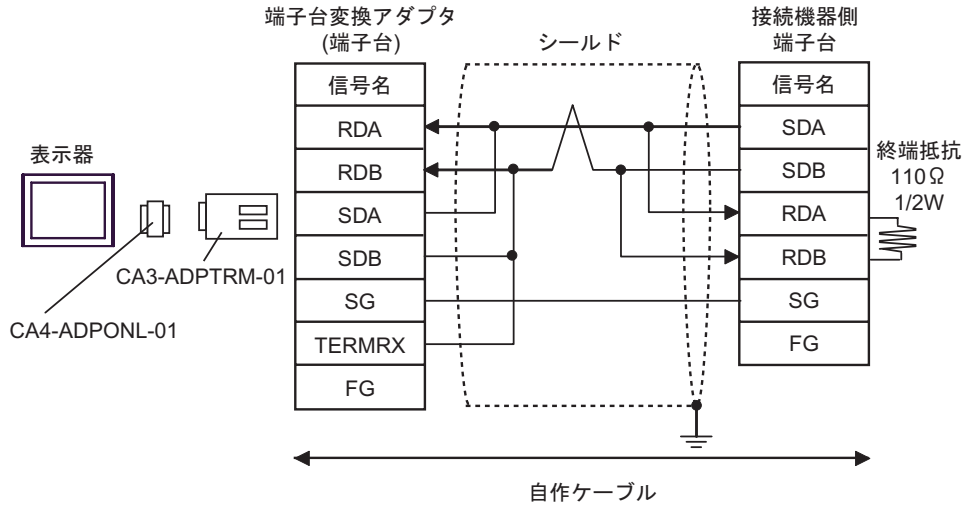 端子台変換アダプタ
(端子台)
シールド
接続機器側
端子台
表示器
CA3-ADPTRM-01
CA4-ADPONL-01
信号名
RDA
RDB
SDA
SDB
SG
TERMRX
FG
信号名
SDA
SDB
RDA
RDB
SG
FG
終端抵抗
110Ω
1/2W
自作ケーブル